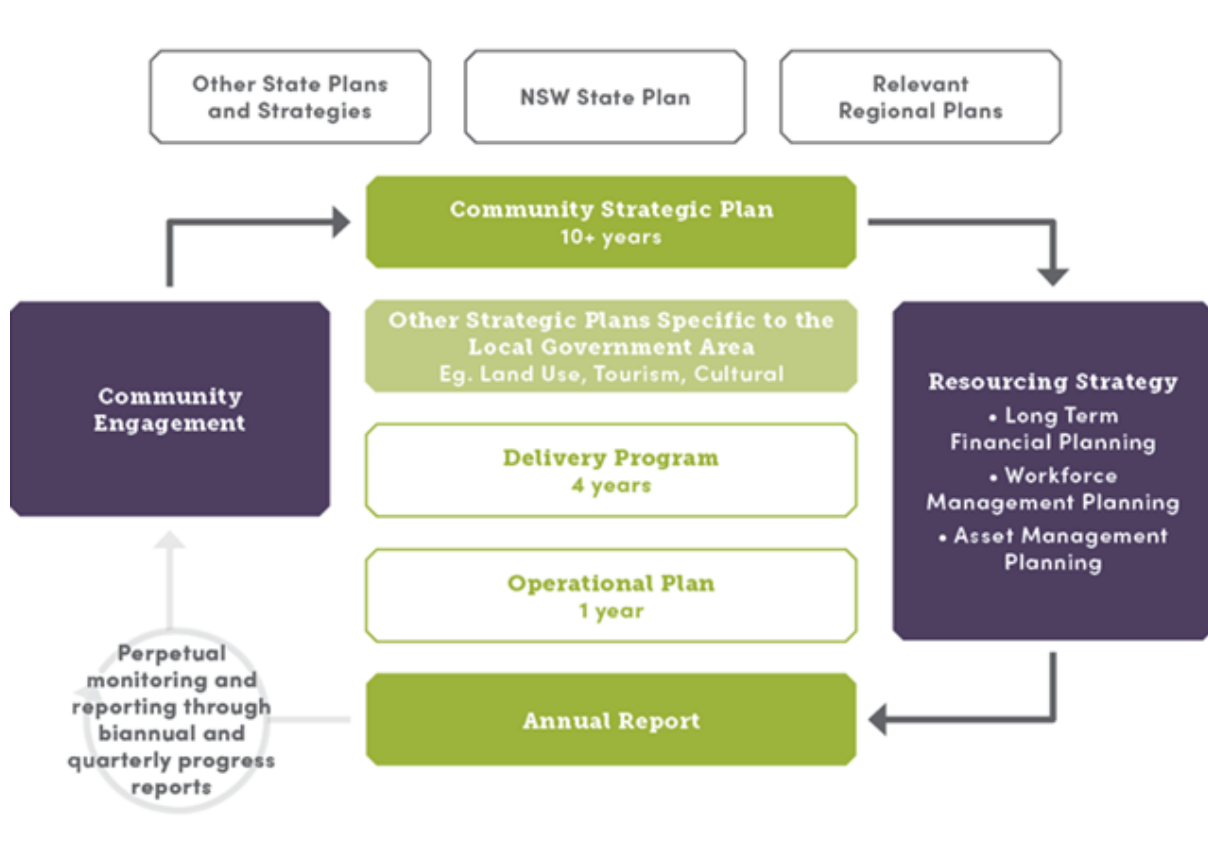 Other State Plans
and Strategies
NSW State Plan
Relevant
Regional Plans
Community Strategic Plan
10+ years
Other Strategic Plans Specific to the
Local Government Area
Eg. Land Use, Tourism, Cultural
Community
Engagement
Resourcing Strategy
• Long Term
Financial Planning
• Workforce
Management Planning
• Asset Management
Planning
Delivery Program
4 years
Operational Plan
1 year
Perpetual
monitoring and
reporting through
biannual and
quarterly progress
reports
Annual Report